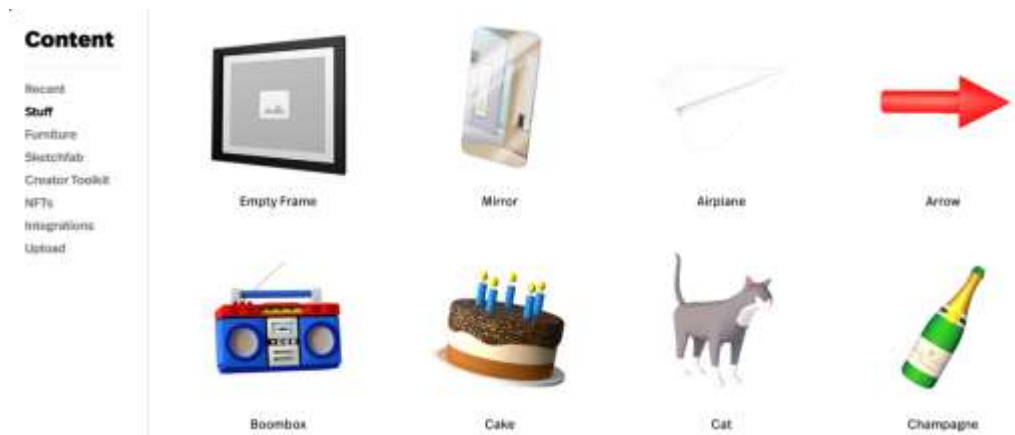 Content
Recent
Stuff
Furniture
Sketchfab
Creator Toolkit
NFTs
Integrations
Upload
Empty Frame
Mirror
Airplane
Arrow
Boombox
Cake
Cat
Champagne